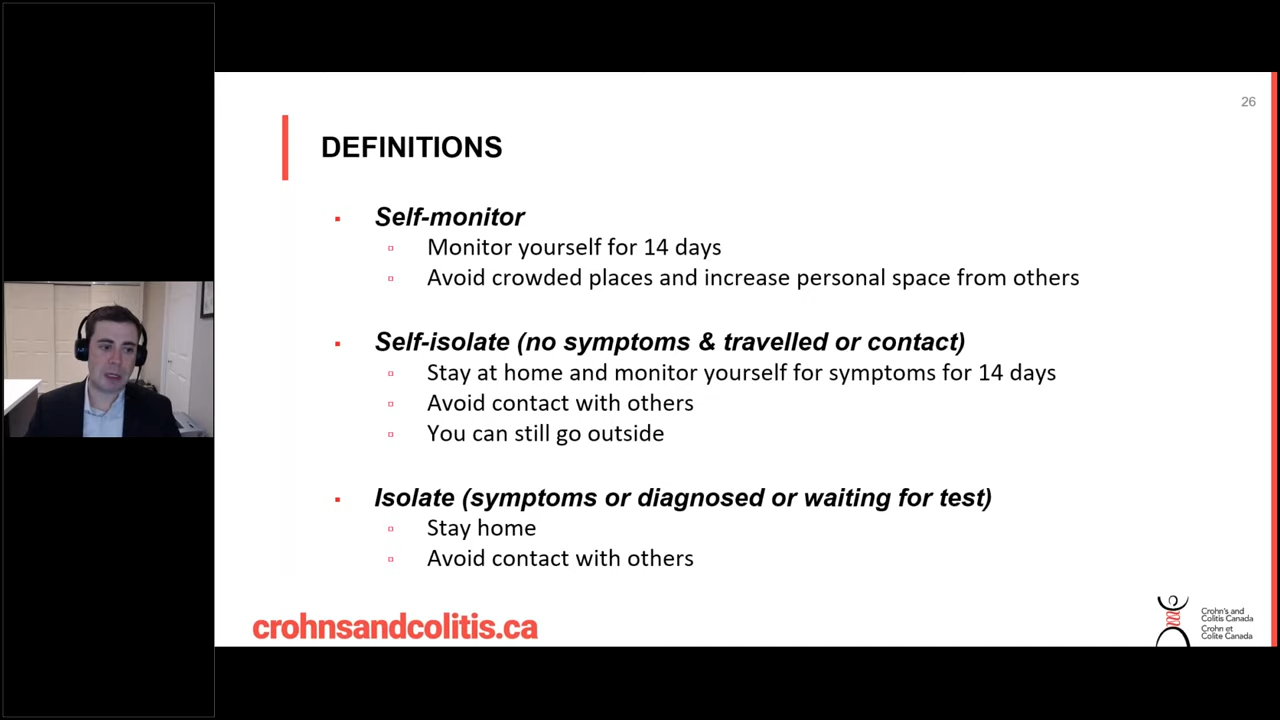 26
DEFINITIONS
Self-monitor
Monitor yourself for 14 days
Avoid crowded places and increase personal space from others
Self-isolate (no symptoms & travelled or contact)
Stay at home and monitor yourself for symptoms for 14 days
Avoid contact with others
You can still go outside
Isolate (symptoms or diagnosed or waiting for test)
Stay home
Avoid contact with others
crohnsandcolitis.ca
Crohn's and
Colitis Canada
Crohn et
Colite Canada